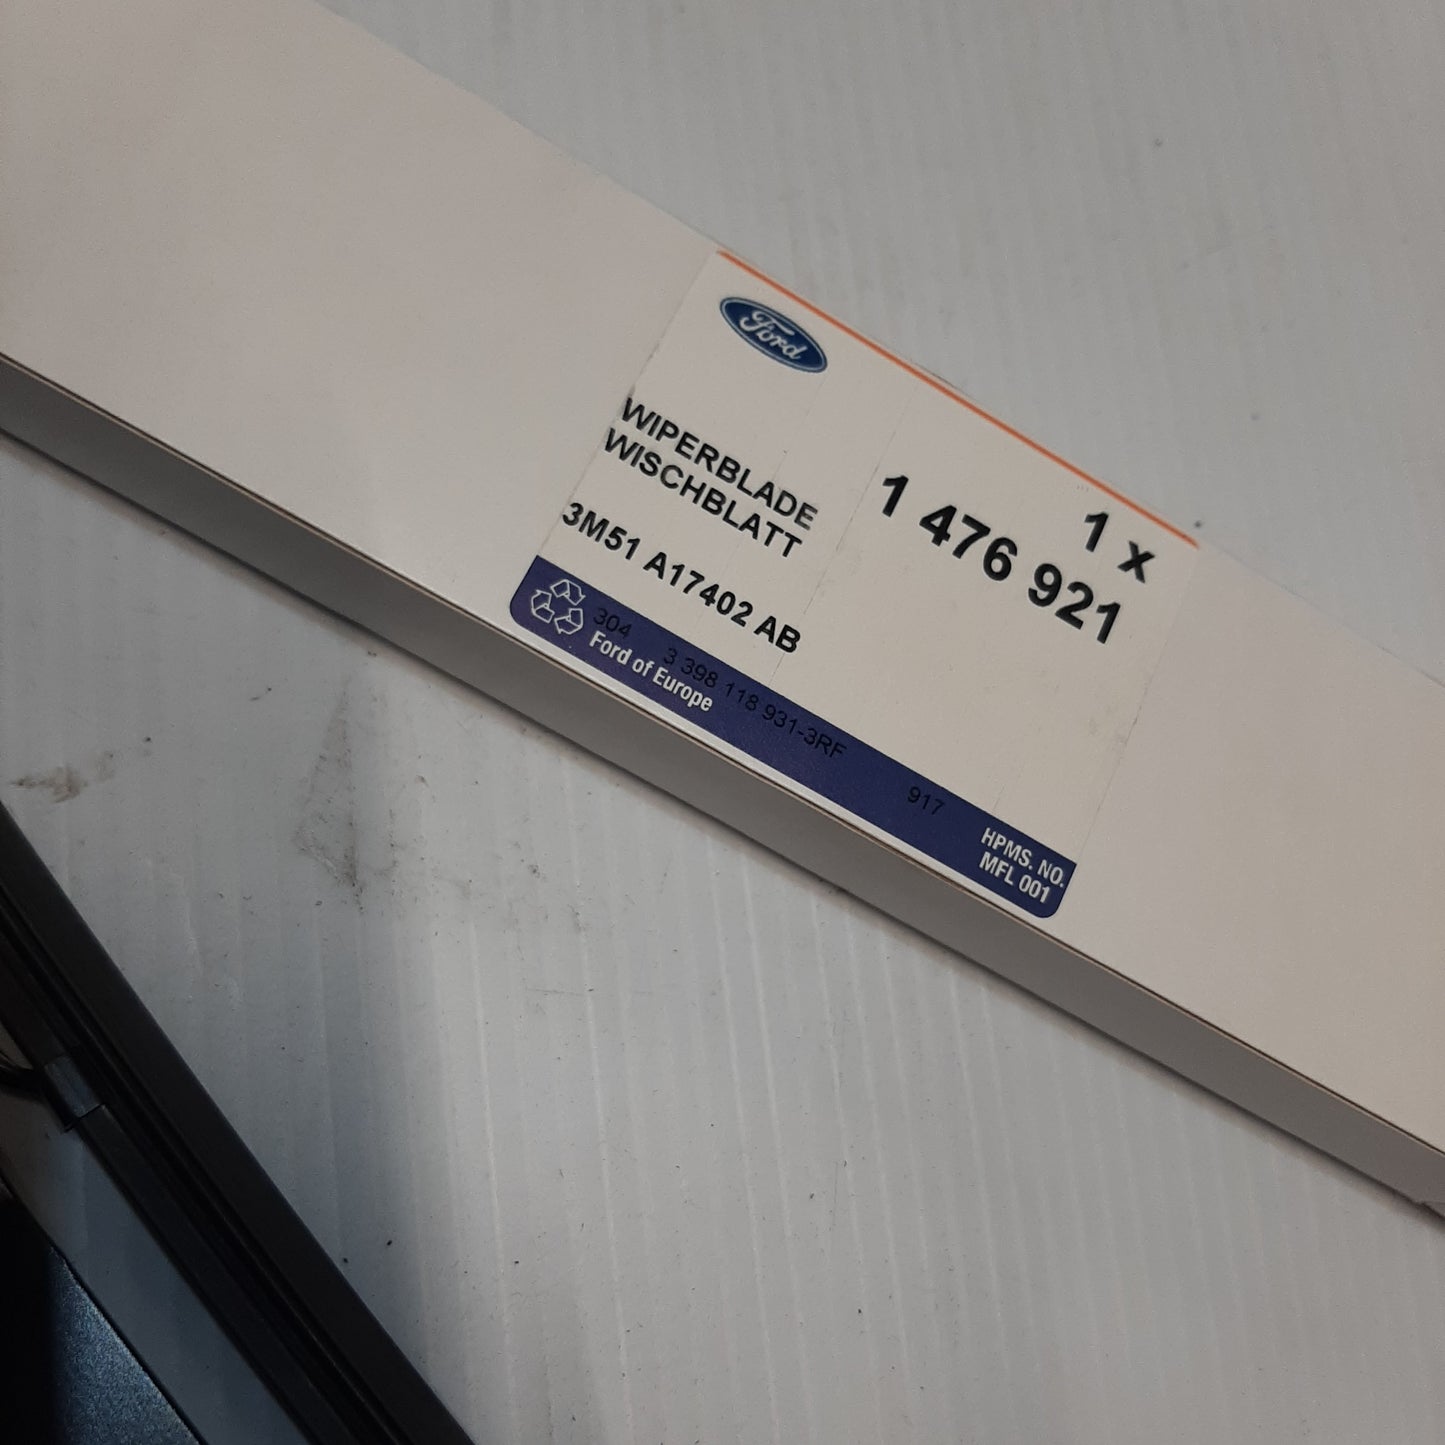 Ford
1 x
1 476 921
WIPERBLADE
WISCHBLATT
3M51 A17402 AB
304 3 398 118 931-3RF 917
Ford of Europe
HPMS. NO.
MFL 001